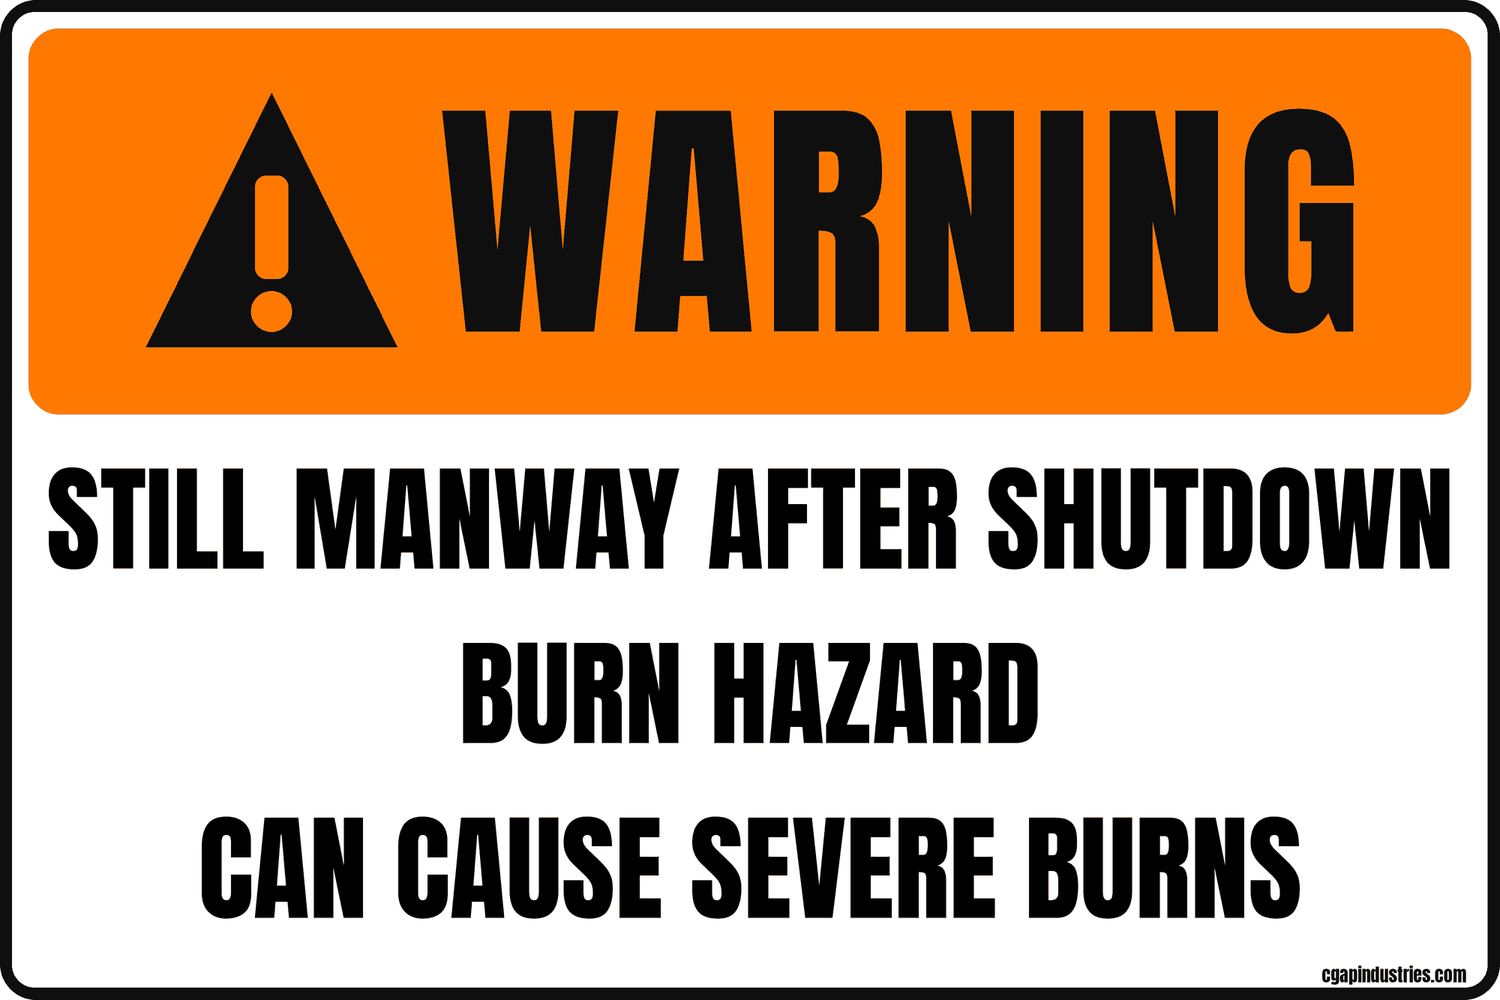 WARNING
STILL MANWAY AFTER SHUTDOWN
BURN HAZARD
CAN CAUSE SEVERE BURNS
cgapindustries.com